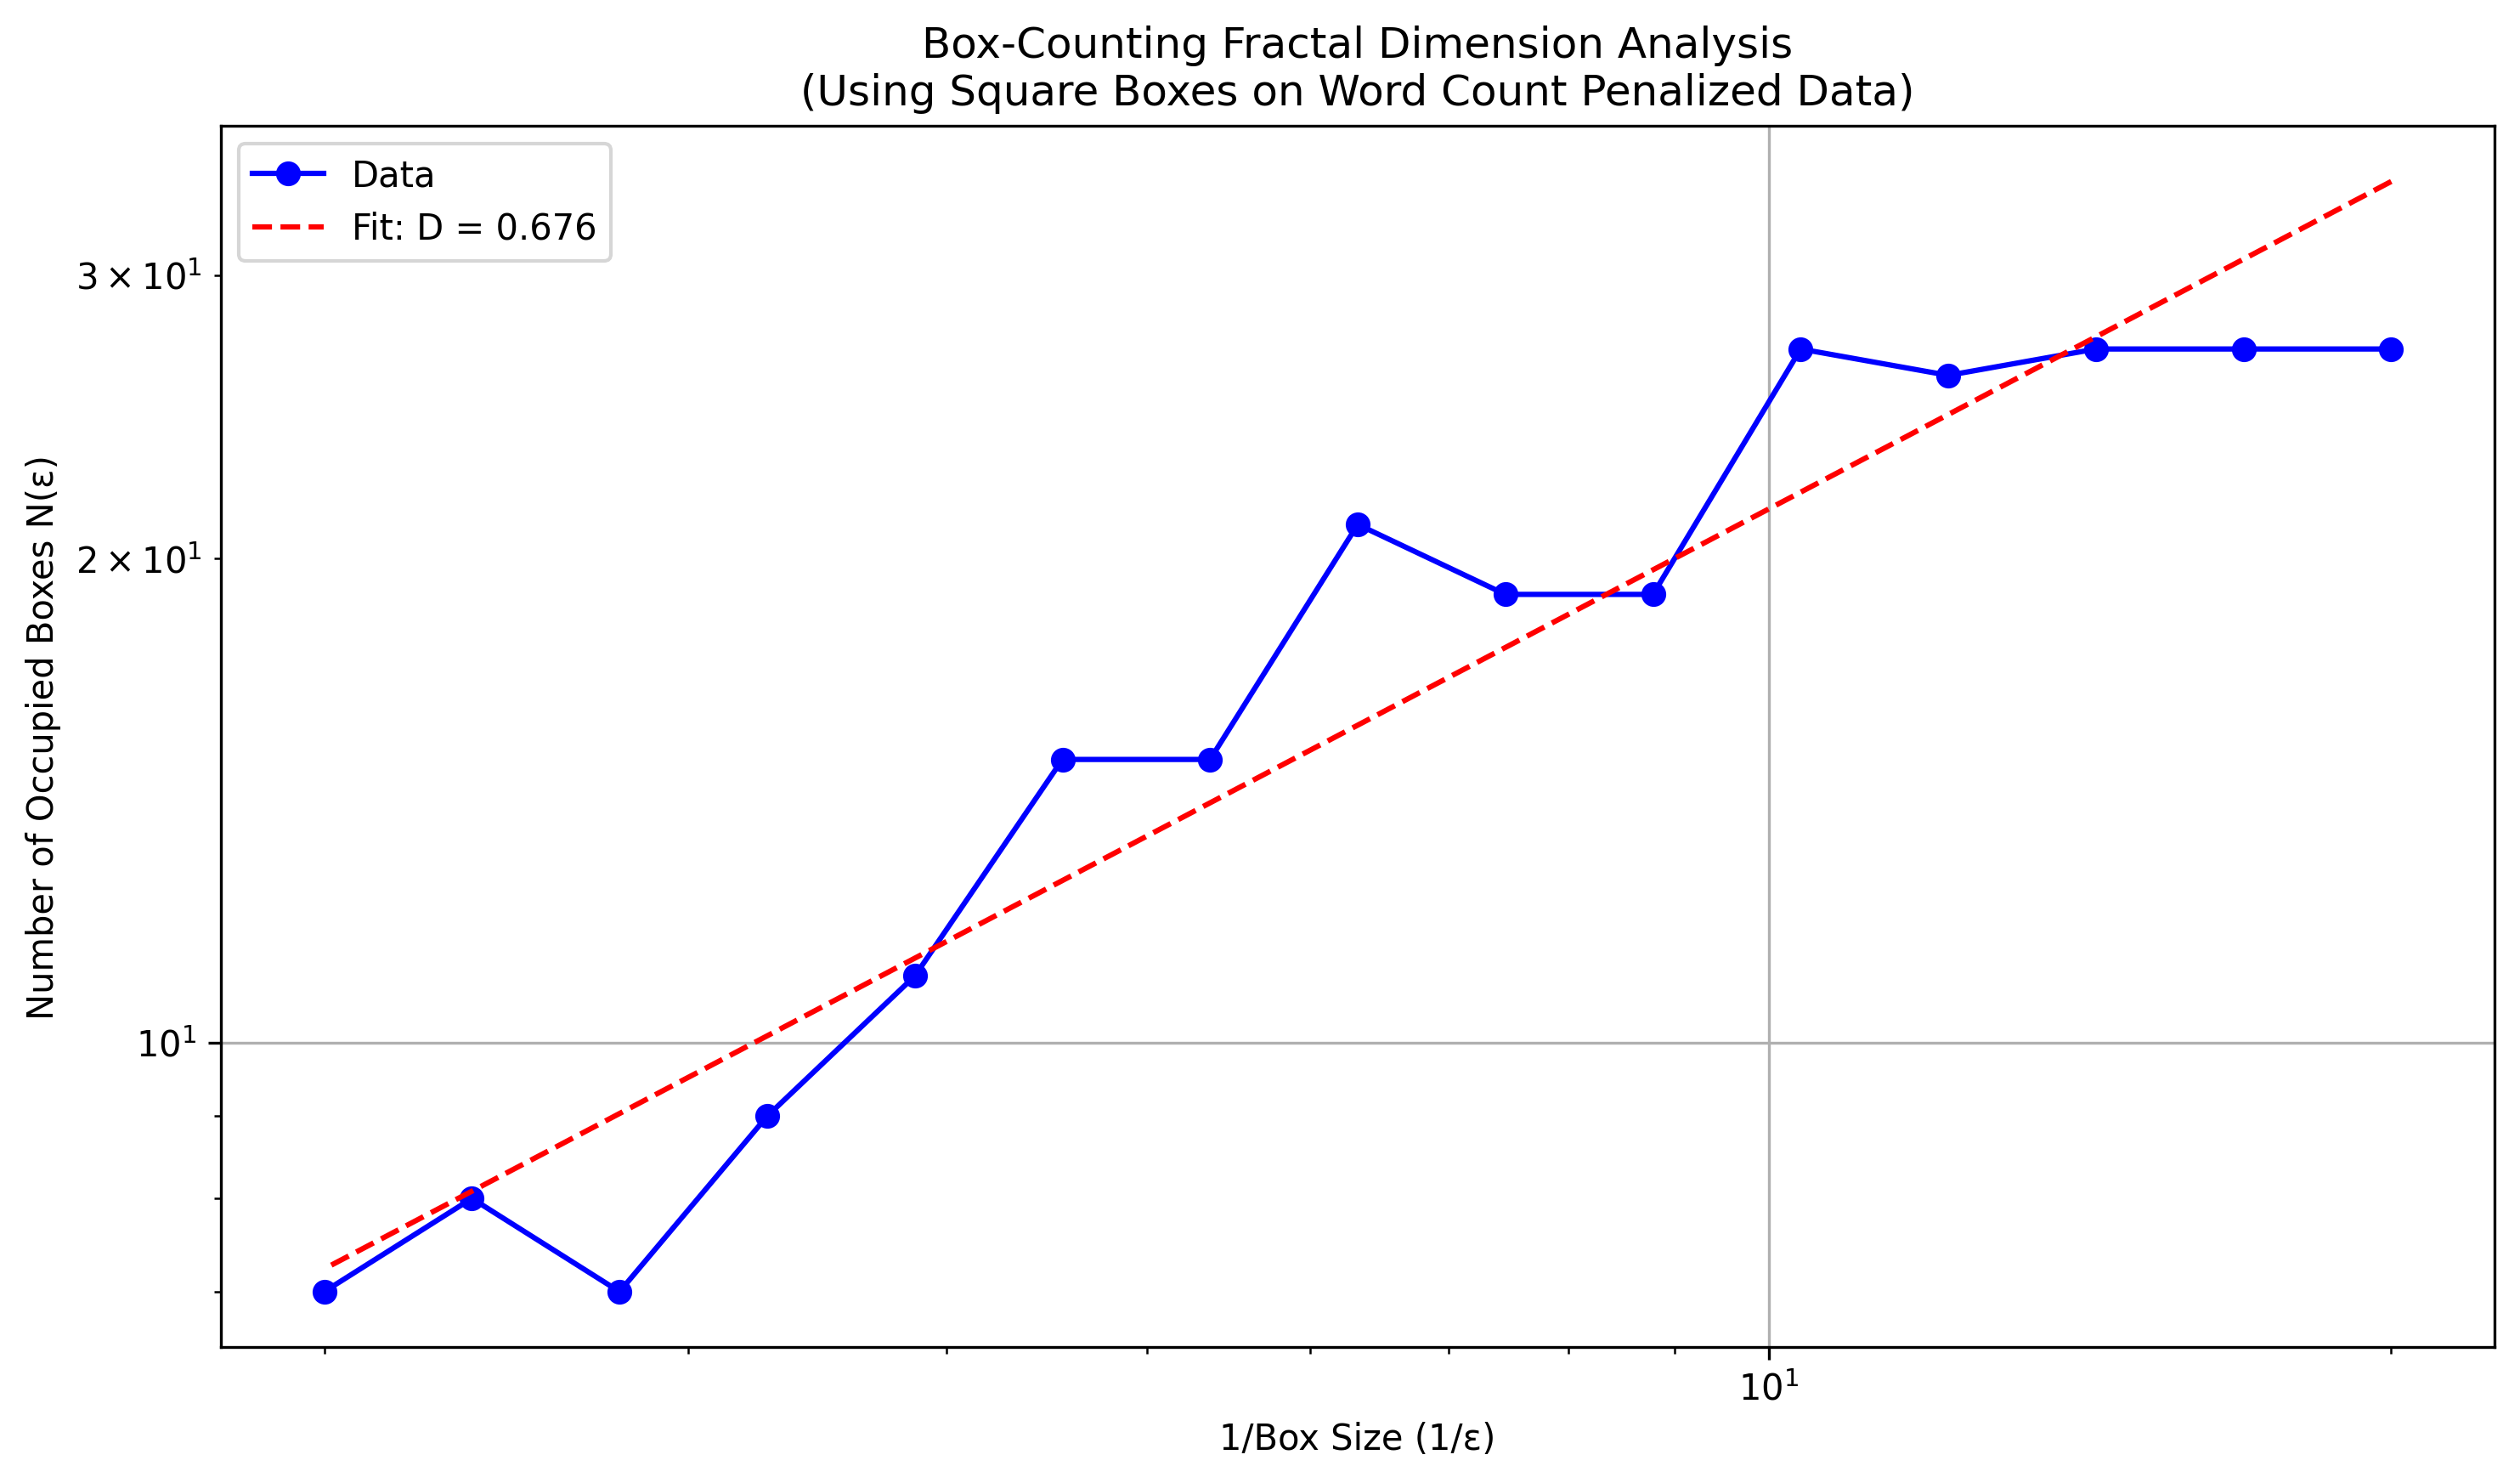 Box-Counting Fractal Dimension Analysis
(Using Square Boxes on Word Count Penalized Data)
Data
Fit: D = 0.676
3 × 10¹
2 × 10¹
10¹
Number of Occupied Boxes N(ε)
10¹
1/Box Size (1/ε)